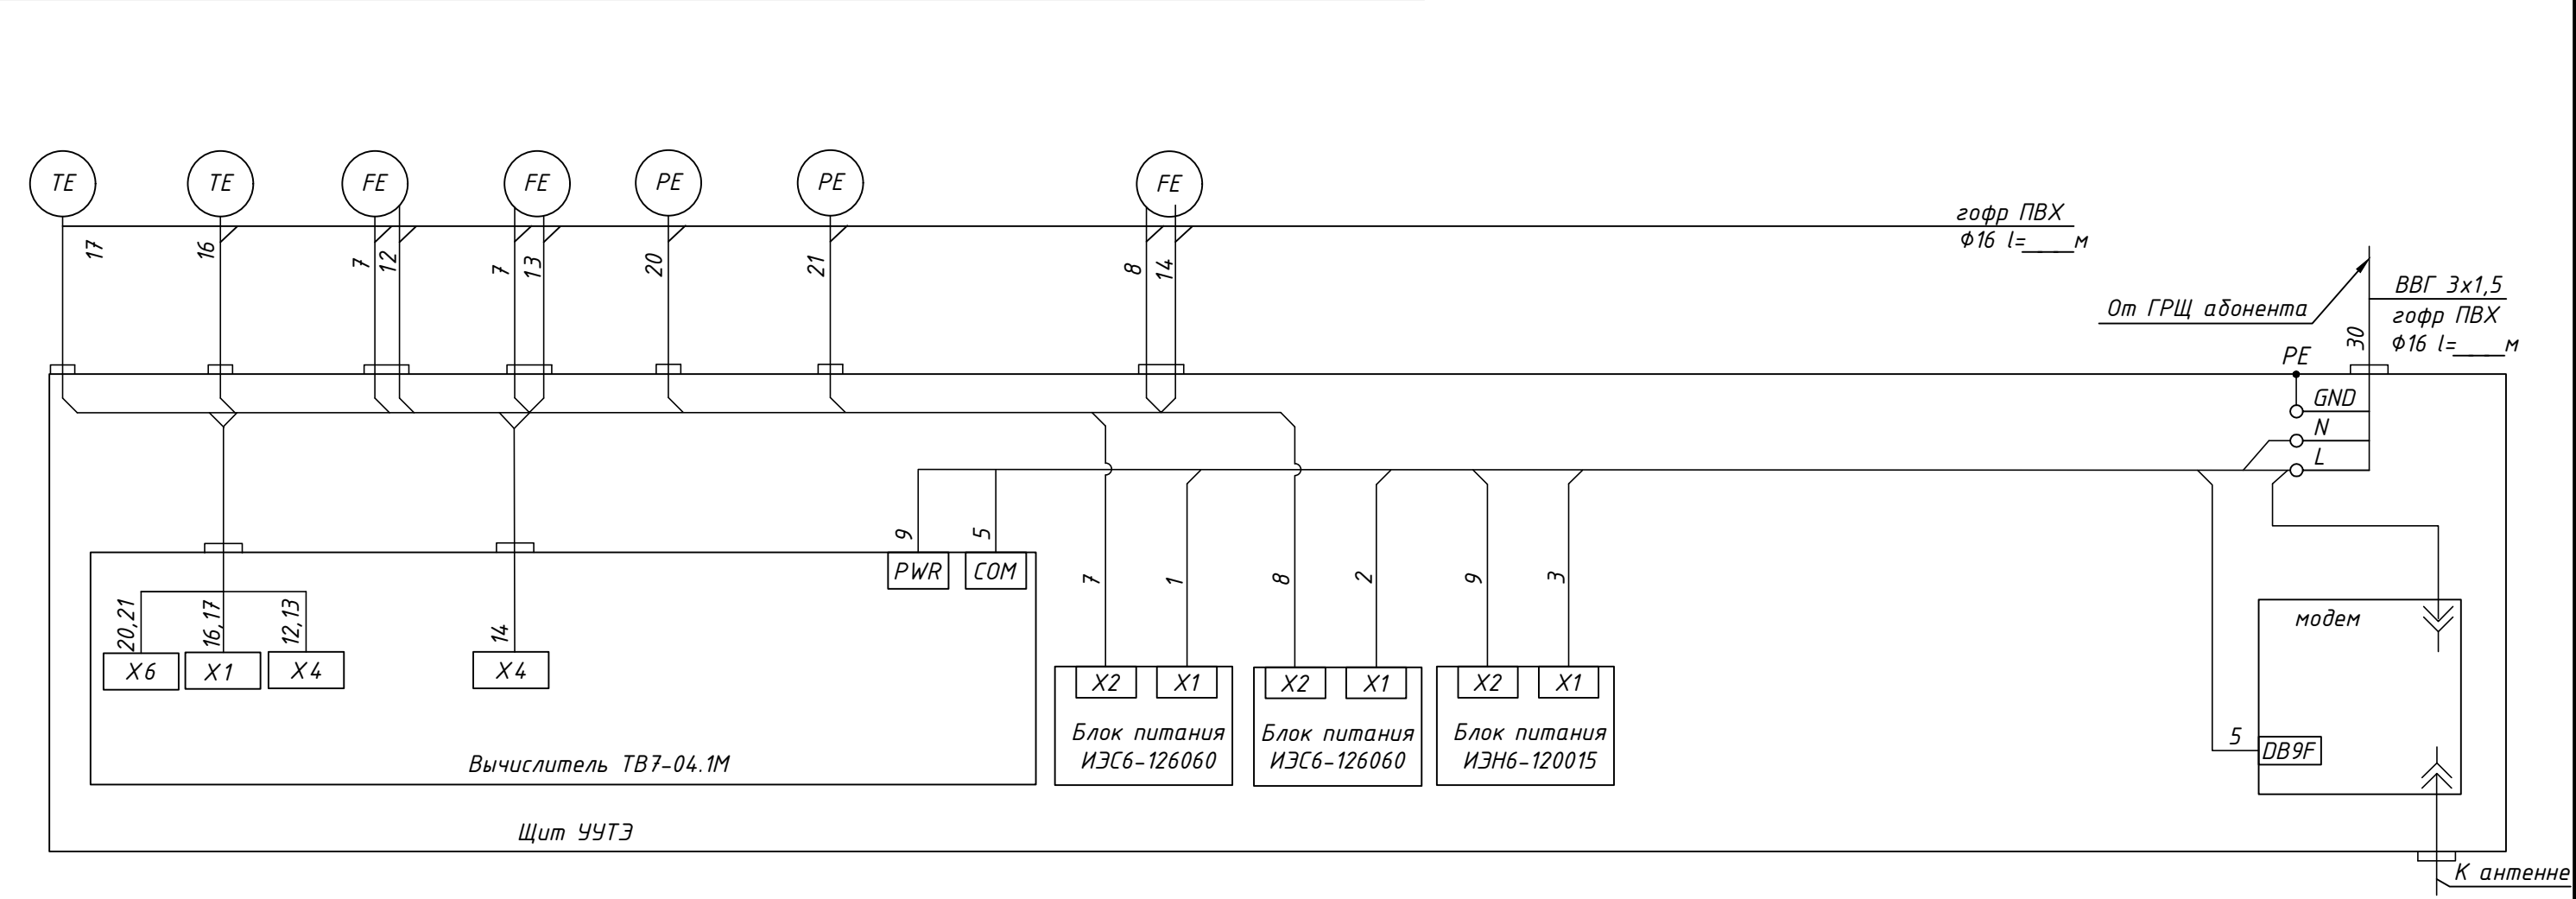 TE
TE
FE
FE
PE
PE
FE
гофр ПВХ
Ф16 l=____м
17
16
7
12
7
13
20
21
8
14
От ГРЩ абонента
ВВГ 3х1,5
гофр ПВХ
Ф16 l=____м
30
PE
GND
N
L
9
5
PWR
COM
7
1
8
2
9
3
20,21
16,17
12,13
14
X6
X1
X4
X4
X2
X1
X2
X1
X2
X1
модем
Блок питания
ИЭС6-126060
Блок питания
ИЭС6-126060
Блок питания
ИЭН6-120015
5
DB9F
Вычислитель ТВ7-04.1М
Щит УУТЭ
К антенне